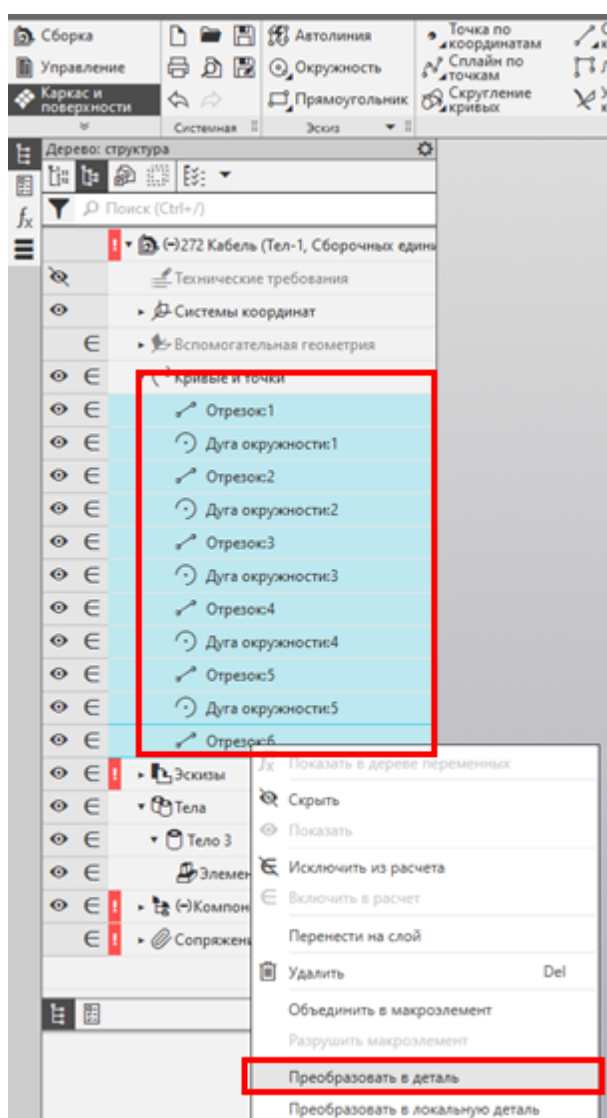 Сборка
Управление
Каркас и
поверхности
Системная
Автолиния
Окружность
Прямоугольник
Эскиз
Точка по
координатам
Сплайн по
точкам
Скругление
кривых
Дерево: структура
Поиск (Ctrl+/)
(-)272 Кабель (Тел-1, Сборочных един
Технические требования
Системы координат
Вспомогательная геометрия
Кривые и точки
Отрезок:1
Дуга окружности:1
Отрезок:2
Дуга окружности:2
Отрезок:3
Дуга окружности:3
Отрезок:4
Дуга окружности:4
Отрезок:5
Дуга окружности:5
Отрезок:6
Эскизы
Тела
Тело 3
Элемен
(-)Компон
Сопряжен
Показать в дереве переменных
Скрыть
Показать
Исключить из расчета
Включить в расчет
Перенести на слой
Удалить Del
Объединить в макроэлемент
Разрушить макроэлемент
Преобразовать в деталь
Преобразовать в локальную деталь